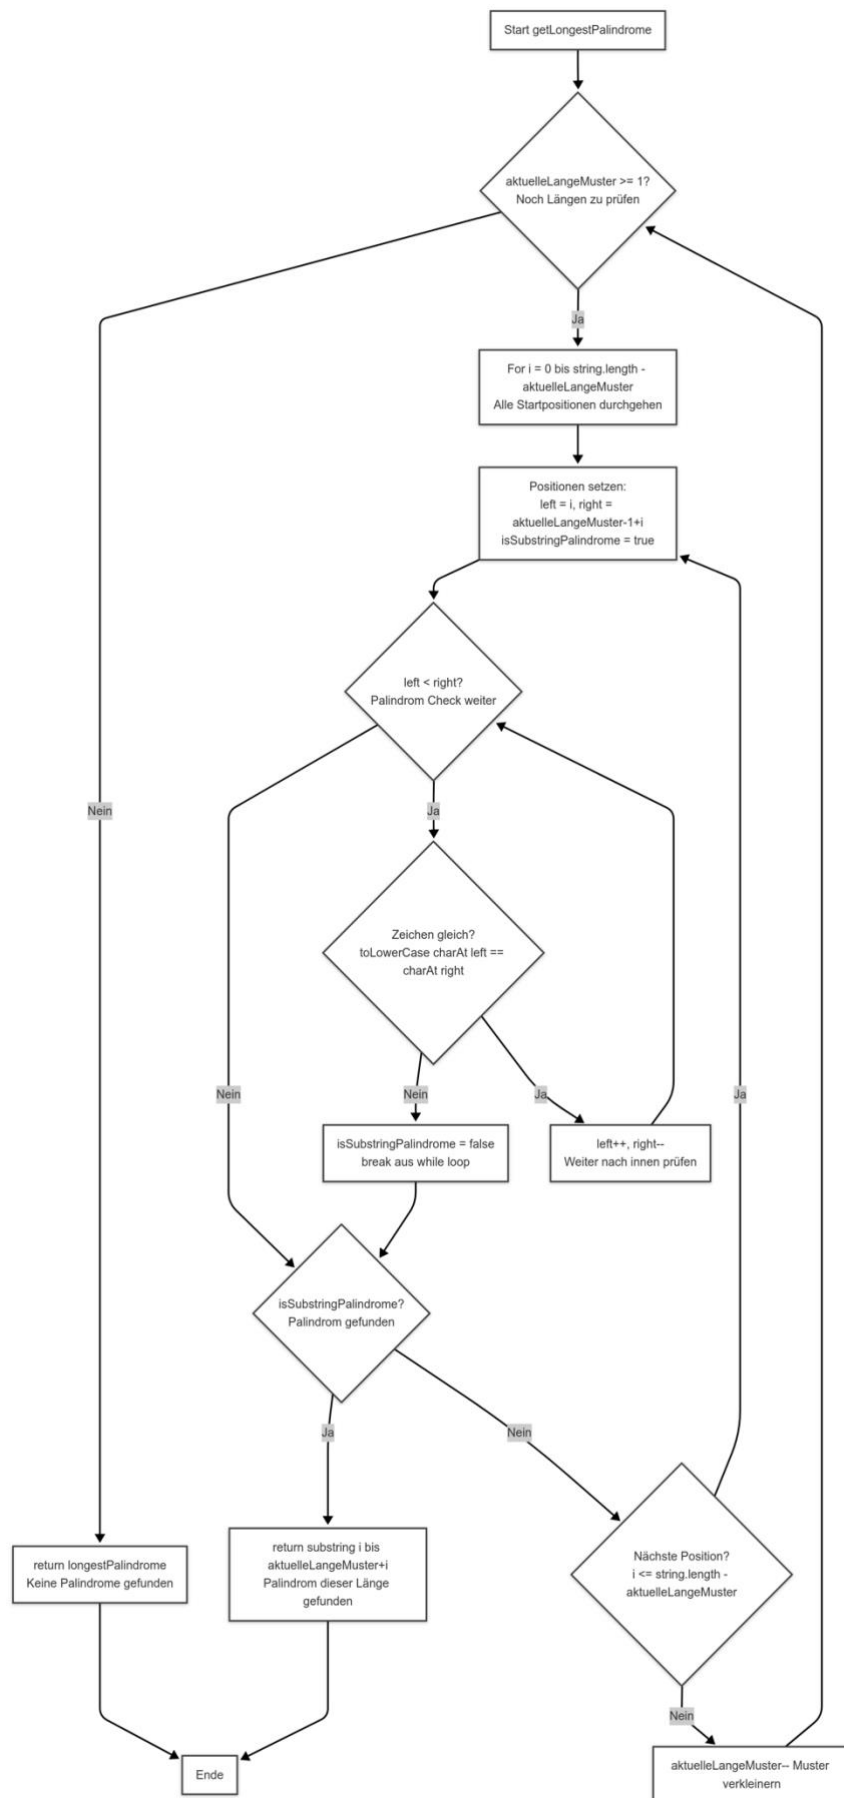 Start getLongestPalindrome
aktuelleLangeMuster >= 1?
Noch Längen zu prüfen
Ja
For i = 0 bis string.length -
aktuelleLangeMuster
Alle Startpositionen durchgehen
Positionen setzen:
left = i, right =
aktuelleLangeMuster-1+i
isSubstringPalindrome = true
left < right?
Palindrom Check weiter
Nein
Ja
Zeichen gleich?
toLowerCase charAt left ==
charAt right
Nein
Nein
Ja
Ja
isSubstringPalindrome = false
break aus while loop
left++, right--
Weiter nach innen prüfen
isSubstringPalindrome?
Palindrom gefunden
Ja
Nein
return longestPalindrome
Keine Palindrome gefunden
return substring i bis
aktuelleLangeMuster+i
Palindrom dieser Länge
gefunden
Nächste Position?
i <= string.length -
aktuelleLangeMuster
Nein
Ende
aktuelleLangeMuster-- Muster
verkleinern